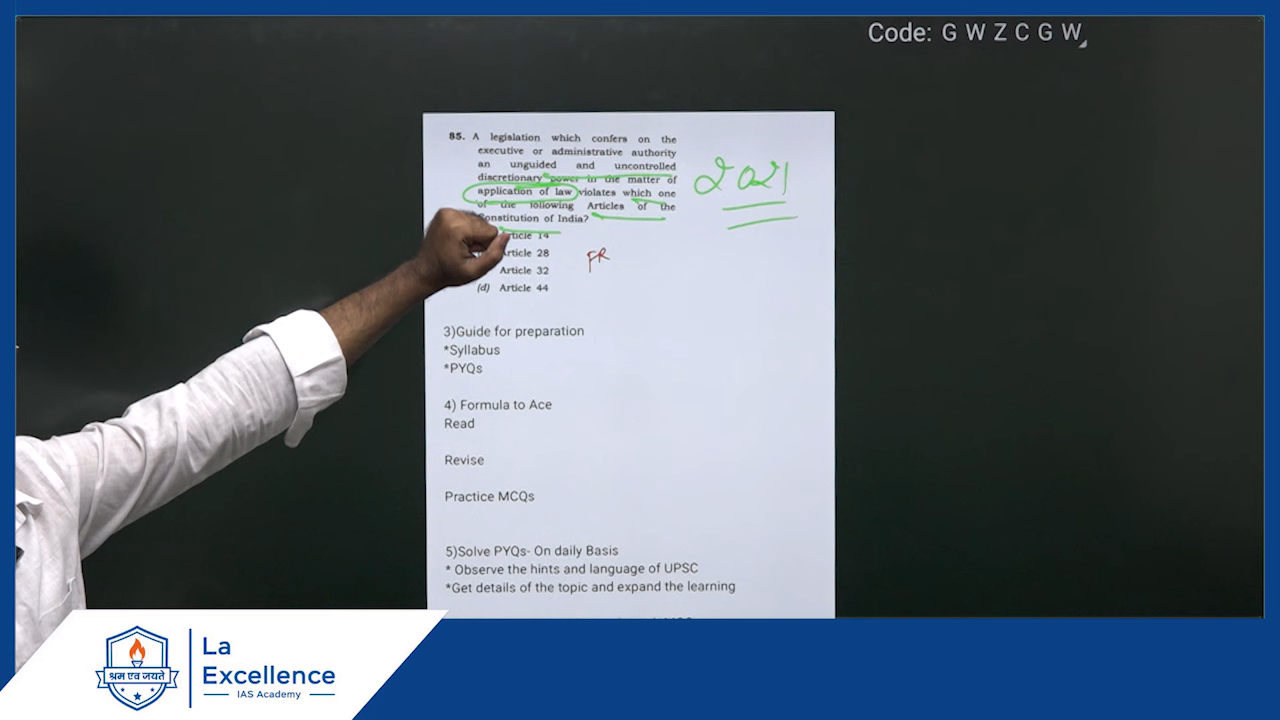 Code: G W Z C G W
85. A legislation which confers on the
executive or administrative authority
an unguided and uncontrolled
discretionary power in the matter of
application of law violates which one
of the following Articles of the
Constitution of India?
Article 14
Article 28
Article 32
(d) Article 44
2021
FR
3)Guide for preparation
*Syllabus
*PYQs
4) Formula to Ace
Read
Revise
Practice MCQs
5)Solve PYQs- On daily Basis
* Observe the hints and language of UPSC
*Get details of the topic and expand the learning
श्रम एव जयते
La
Excellence
IAS Academy